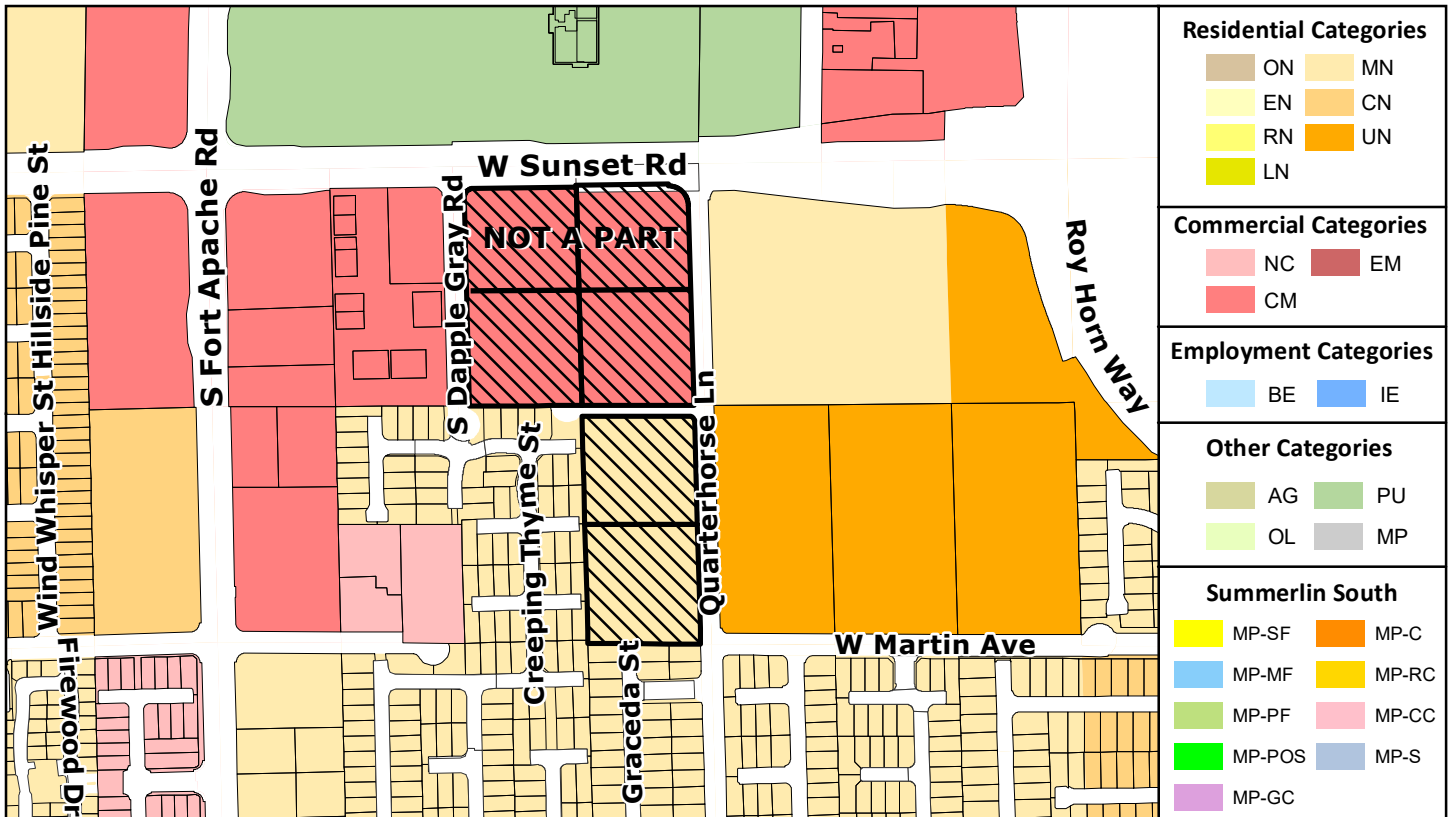 W Sunset Rd
NOT A PART
S Fort Apache Rd
S Dapple Gray Rd
Hillside Pine St
Wind Whisper St
Roy Horn Way
Quarterhorse Ln
Creeping Thyme St
W Martin Ave
Graceda St
Firewood Dr
Residential Categories
ON MN
EN CN
RN UN
LN
Commercial Categories
NC EM
CM
Employment Categories
BE IE
Other Categories
AG PU
OL MP
Summerlin South
MP-SF MP-C
MP-MF MP-RC
MP-PF MP-CC
MP-POS MP-S
MP-GC